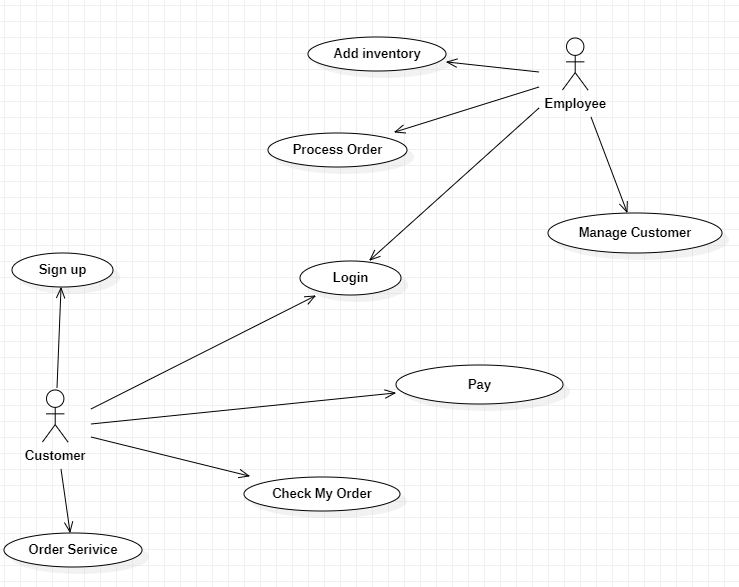 Add inventory
Employee
Process Order
Manage Customer
Sign up
Login
Pay
Customer
Check My Order
Order Serivice